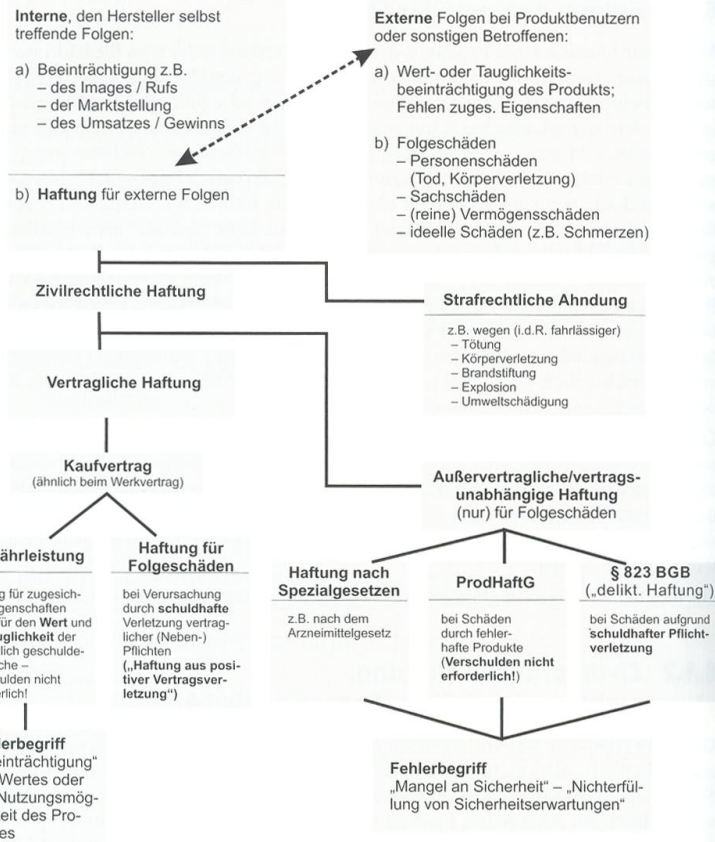 Interne, den Hersteller selbst
treffende Folgen:
a) Beeinträchtigung z.B.
– des Images / Rufs
– der Marktstellung
– des Umsatzes / Gewinns
b) Haftung für externe Folgen
Externe Folgen bei Produktbenutzern
oder sonstigen Betroffenen:
a) Wert- oder Tauglichkeits-
beeinträchtigung des Produkts;
Fehlen zuges. Eigenschaften
b) Folgeschäden
– Personenschäden
(Tod, Körperverletzung)
– Sachschäden
– (reine) Vermögensschäden
– ideelle Schäden (z.B. Schmerzen)
Zivilrechtliche Haftung
Strafrechtliche Ahndung
z.B. wegen (i.d.R. fahrlässiger)
– Tötung
– Körperverletzung
– Brandstiftung
– Explosion
– Umweltschädigung
Vertragliche Haftung
Kaufvertrag
(ähnlich beim Werkvertrag)
Außervertragliche/vertrags-
unabhängige Haftung
(nur) für Folgeschäden
ährleistung
g für zugesich-
genschaften
für den Wert und
uglichkeit der
lich geschulde-
che –
ulden nicht
rlich!
Haftung für
Folgeschäden
bei Verursachung
durch schuldhafte
Verletzung vertrag-
licher (Neben-)
Pflichten
(„Haftung aus posi-
tiver Vertragsver-
letzung“)
Haftung nach
Spezialgesetzen
z.B. nach dem
Arzneimittelgesetz
ProdHaftG
bei Schäden
durch fehler-
hafte Produkte
(Verschulden nicht
erforderlich!)
§ 823 BGB
(„delikt. Haftung“)
bei Schäden aufgrund
schuldhafter Pflicht-
verletzung
lerbegriff
einträchtigung“
Wertes oder
Nutzungsmög-
eit des Pro-
es
Fehlerbegriff
„Mangel an Sicherheit“ – „Nichterfül-
lung von Sicherheitserwartungen“